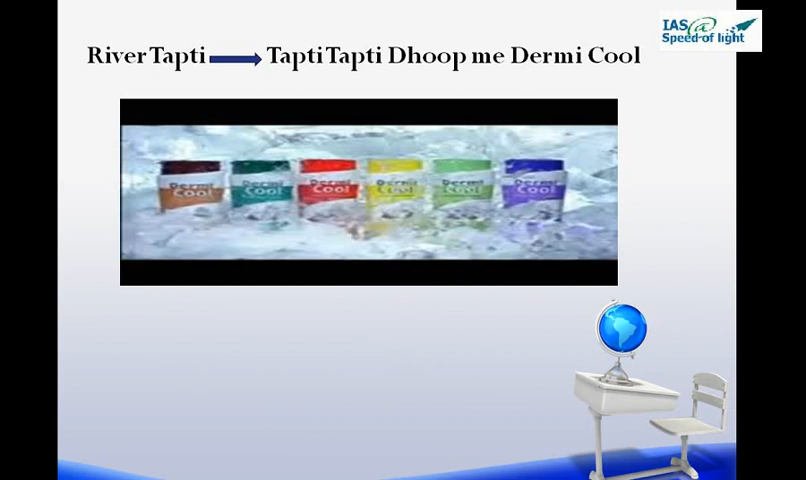 IAS@
Speed of light
River Tapti Tapti Tapti Dhoop me Dermi Cool
Dermi Cool
Dermi Cool
Dermi Cool
Dermi Cool
Dermi Cool
Dermi Cool